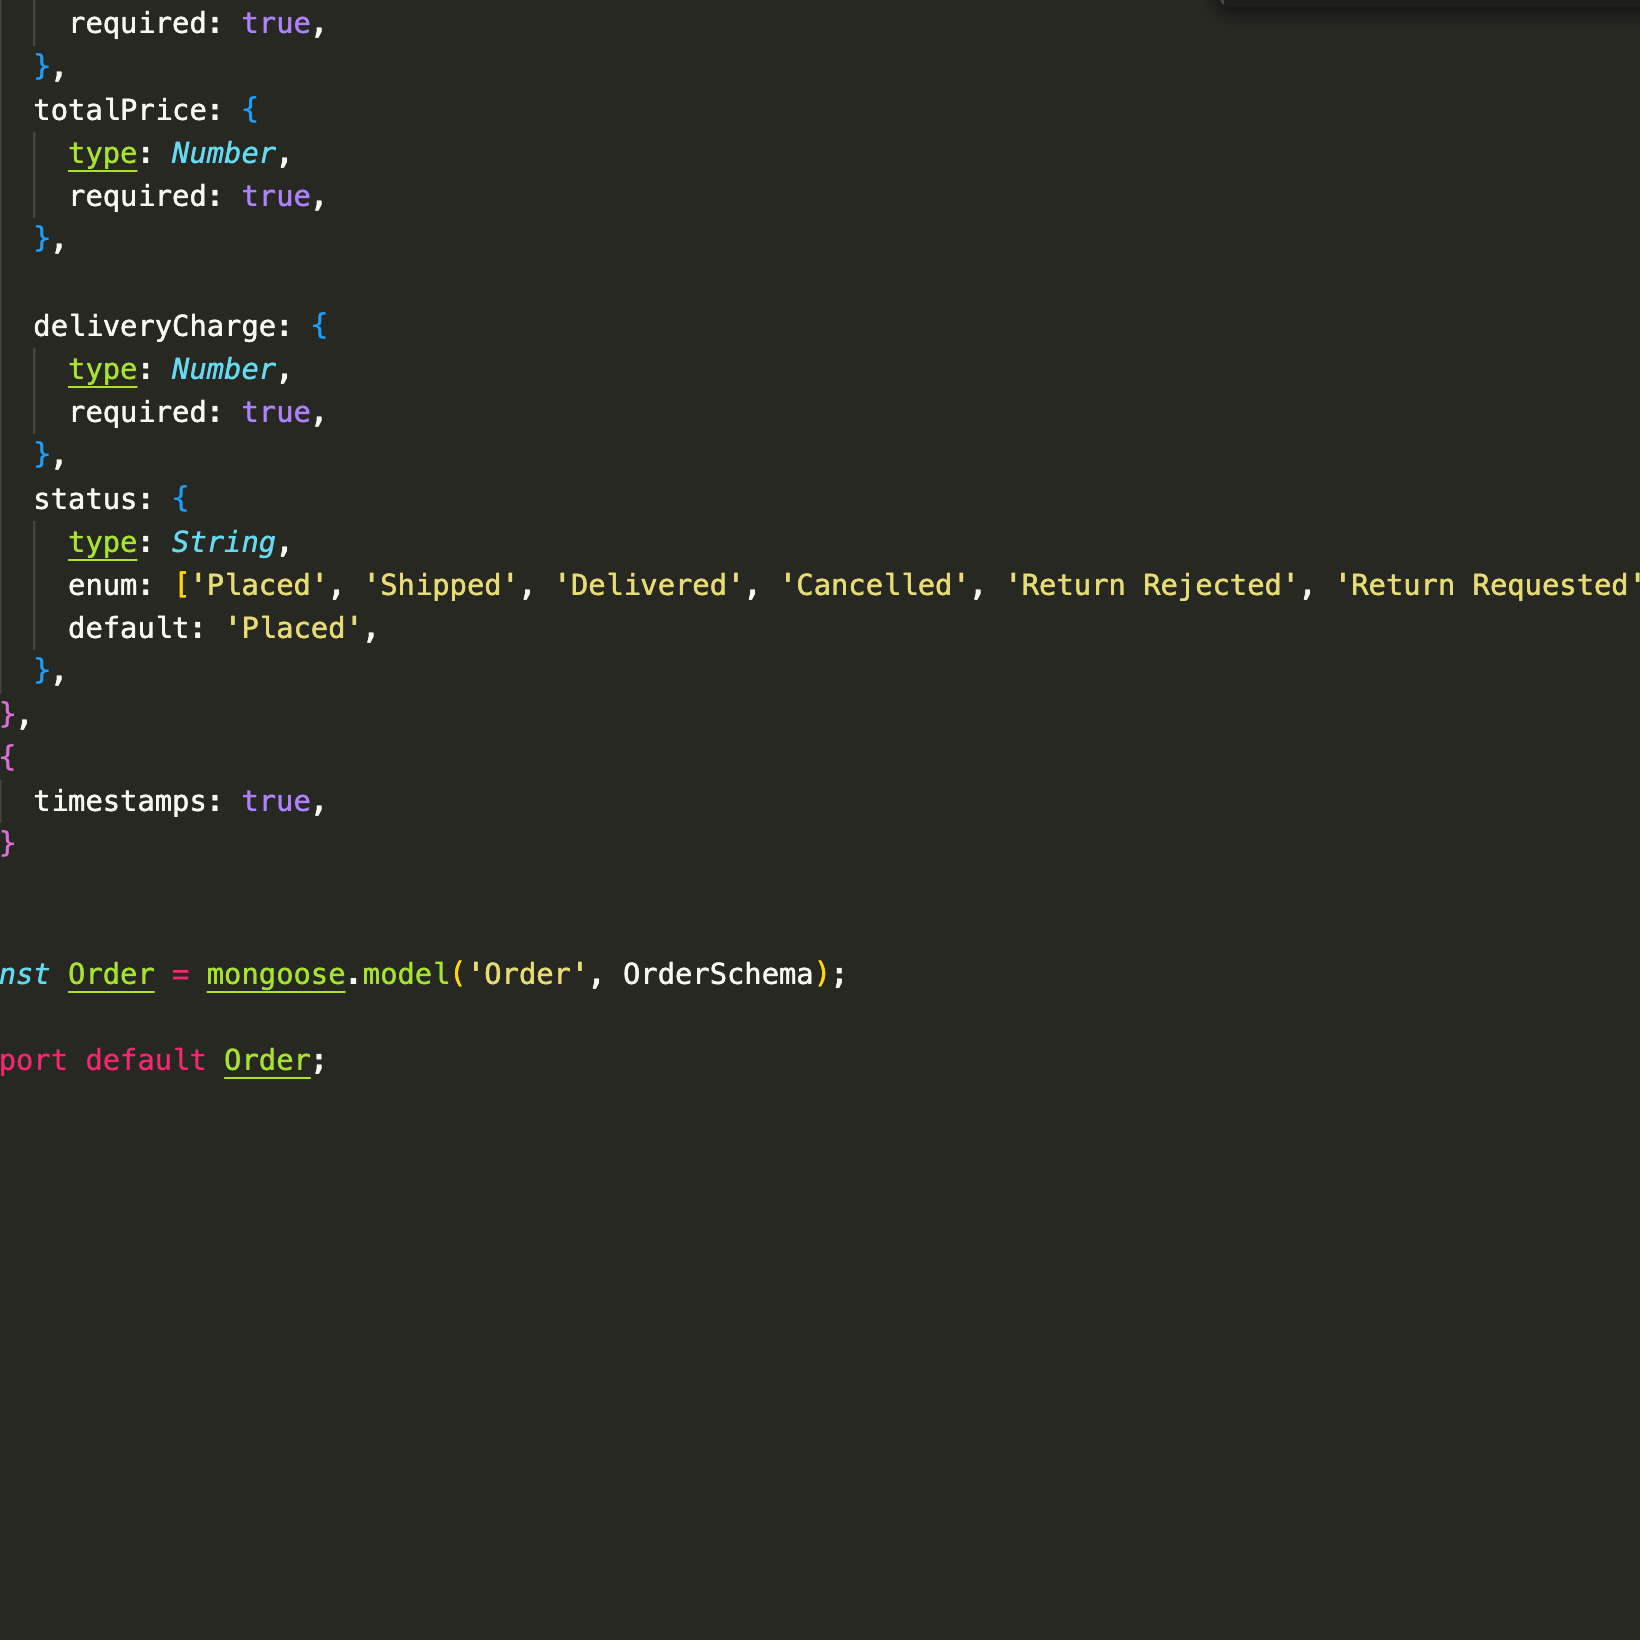 required: true,
},
totalPrice: {
type: Number,
required: true,
},
deliveryCharge: {
type: Number,
required: true,
},
status: {
type: String,
enum: ['Placed', 'Shipped', 'Delivered', 'Cancelled', 'Return Rejected', 'Return Requested'
default: 'Placed',
},
},
{
timestamps: true,
}
nst Order = mongoose.model('Order', OrderSchema);
port default Order;